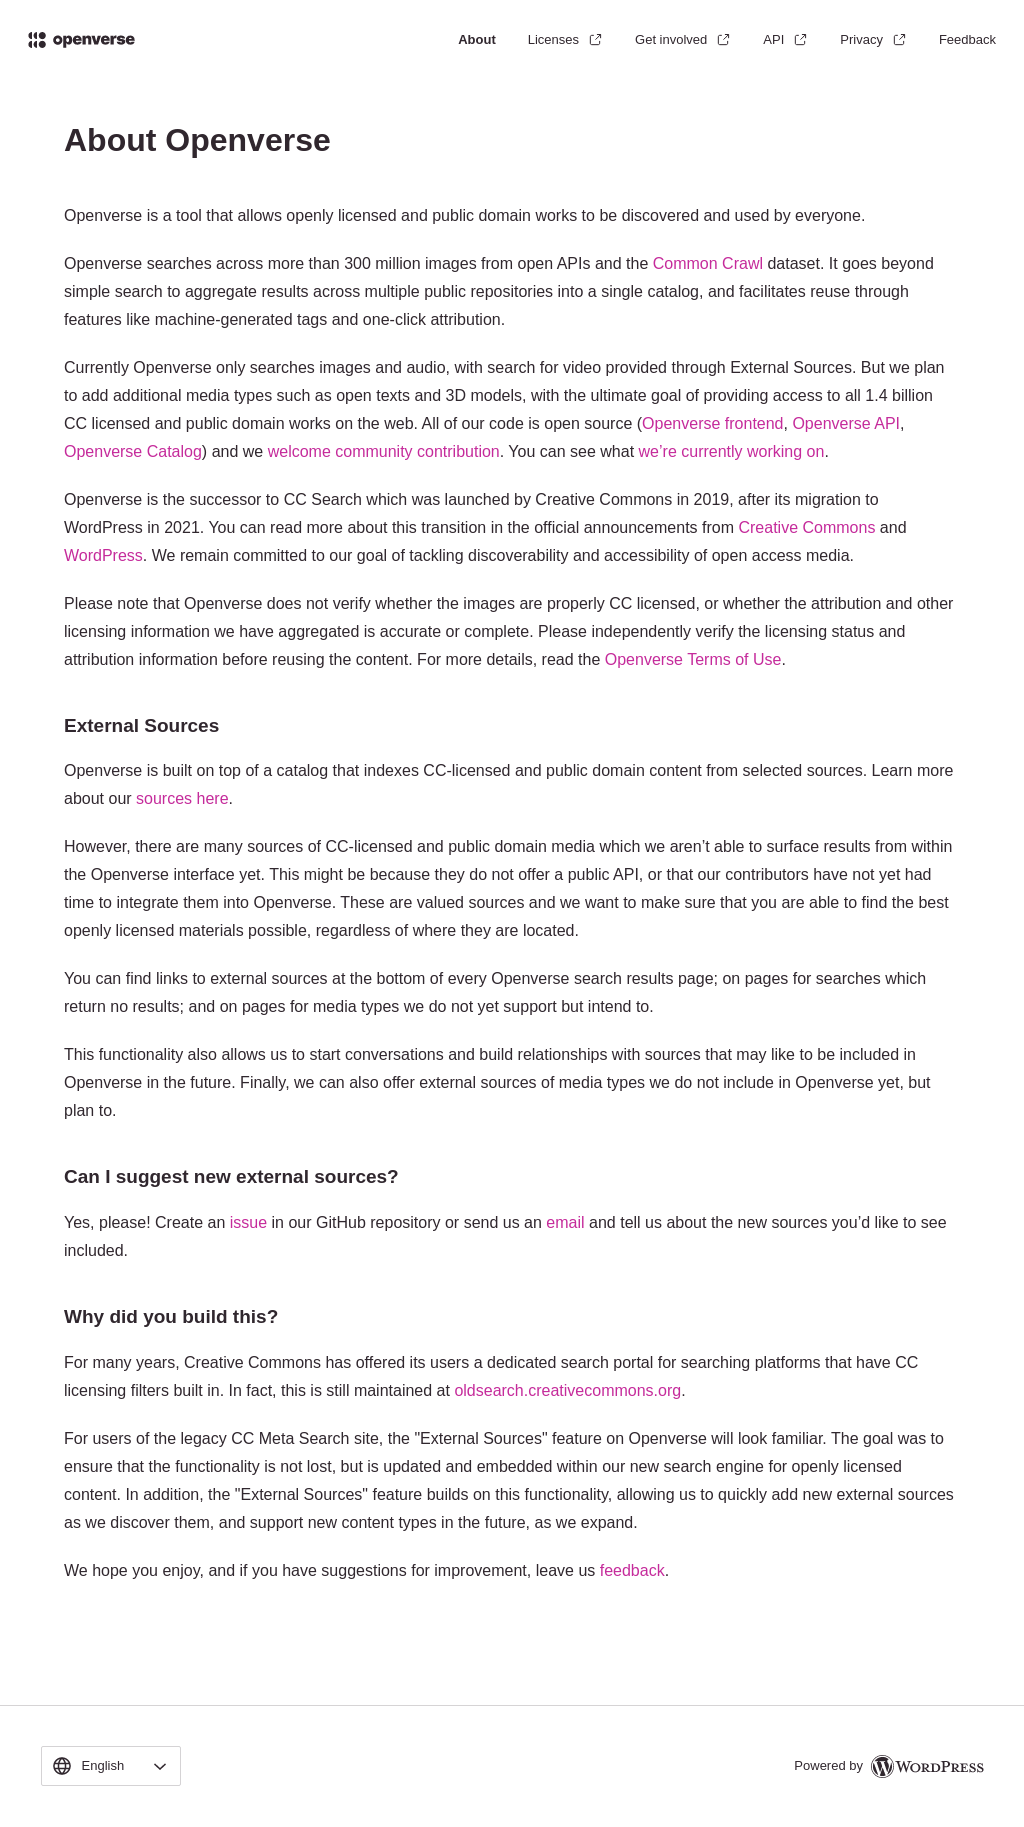 openverse
About Licenses Get involved API Privacy Feedback
About Openverse
Openverse is a tool that allows openly licensed and public domain works to be discovered and used by everyone.
Openverse searches across more than 300 million images from open APIs and the Common Crawl dataset. It goes beyond
simple search to aggregate results across multiple public repositories into a single catalog, and facilitates reuse through
features like machine-generated tags and one-click attribution.
Currently Openverse only searches images and audio, with search for video provided through External Sources. But we plan
to add additional media types such as open texts and 3D models, with the ultimate goal of providing access to all 1.4 billion
CC licensed and public domain works on the web. All of our code is open source (Openverse frontend, Openverse API,
Openverse Catalog) and we welcome community contribution. You can see what we’re currently working on.
Openverse is the successor to CC Search which was launched by Creative Commons in 2019, after its migration to
WordPress in 2021. You can read more about this transition in the official announcements from Creative Commons and
WordPress. We remain committed to our goal of tackling discoverability and accessibility of open access media.
Please note that Openverse does not verify whether the images are properly CC licensed, or whether the attribution and other
licensing information we have aggregated is accurate or complete. Please independently verify the licensing status and
attribution information before reusing the content. For more details, read the Openverse Terms of Use.
External Sources
Openverse is built on top of a catalog that indexes CC-licensed and public domain content from selected sources. Learn more
about our sources here.
However, there are many sources of CC-licensed and public domain media which we aren’t able to surface results from within
the Openverse interface yet. This might be because they do not offer a public API, or that our contributors have not yet had
time to integrate them into Openverse. These are valued sources and we want to make sure that you are able to find the best
openly licensed materials possible, regardless of where they are located.
You can find links to external sources at the bottom of every Openverse search results page; on pages for searches which
return no results; and on pages for media types we do not yet support but intend to.
This functionality also allows us to start conversations and build relationships with sources that may like to be included in
Openverse in the future. Finally, we can also offer external sources of media types we do not include in Openverse yet, but
plan to.
Can I suggest new external sources?
Yes, please! Create an issue in our GitHub repository or send us an email and tell us about the new sources you’d like to see
included.
Why did you build this?
For many years, Creative Commons has offered its users a dedicated search portal for searching platforms that have CC
licensing filters built in. In fact, this is still maintained at oldsearch.creativecommons.org.
For users of the legacy CC Meta Search site, the "External Sources" feature on Openverse will look familiar. The goal was to
ensure that the functionality is not lost, but is updated and embedded within our new search engine for openly licensed
content. In addition, the "External Sources" feature builds on this functionality, allowing us to quickly add new external sources
as we discover them, and support new content types in the future, as we expand.
We hope you enjoy, and if you have suggestions for improvement, leave us feedback.
English
Powered by WordPress